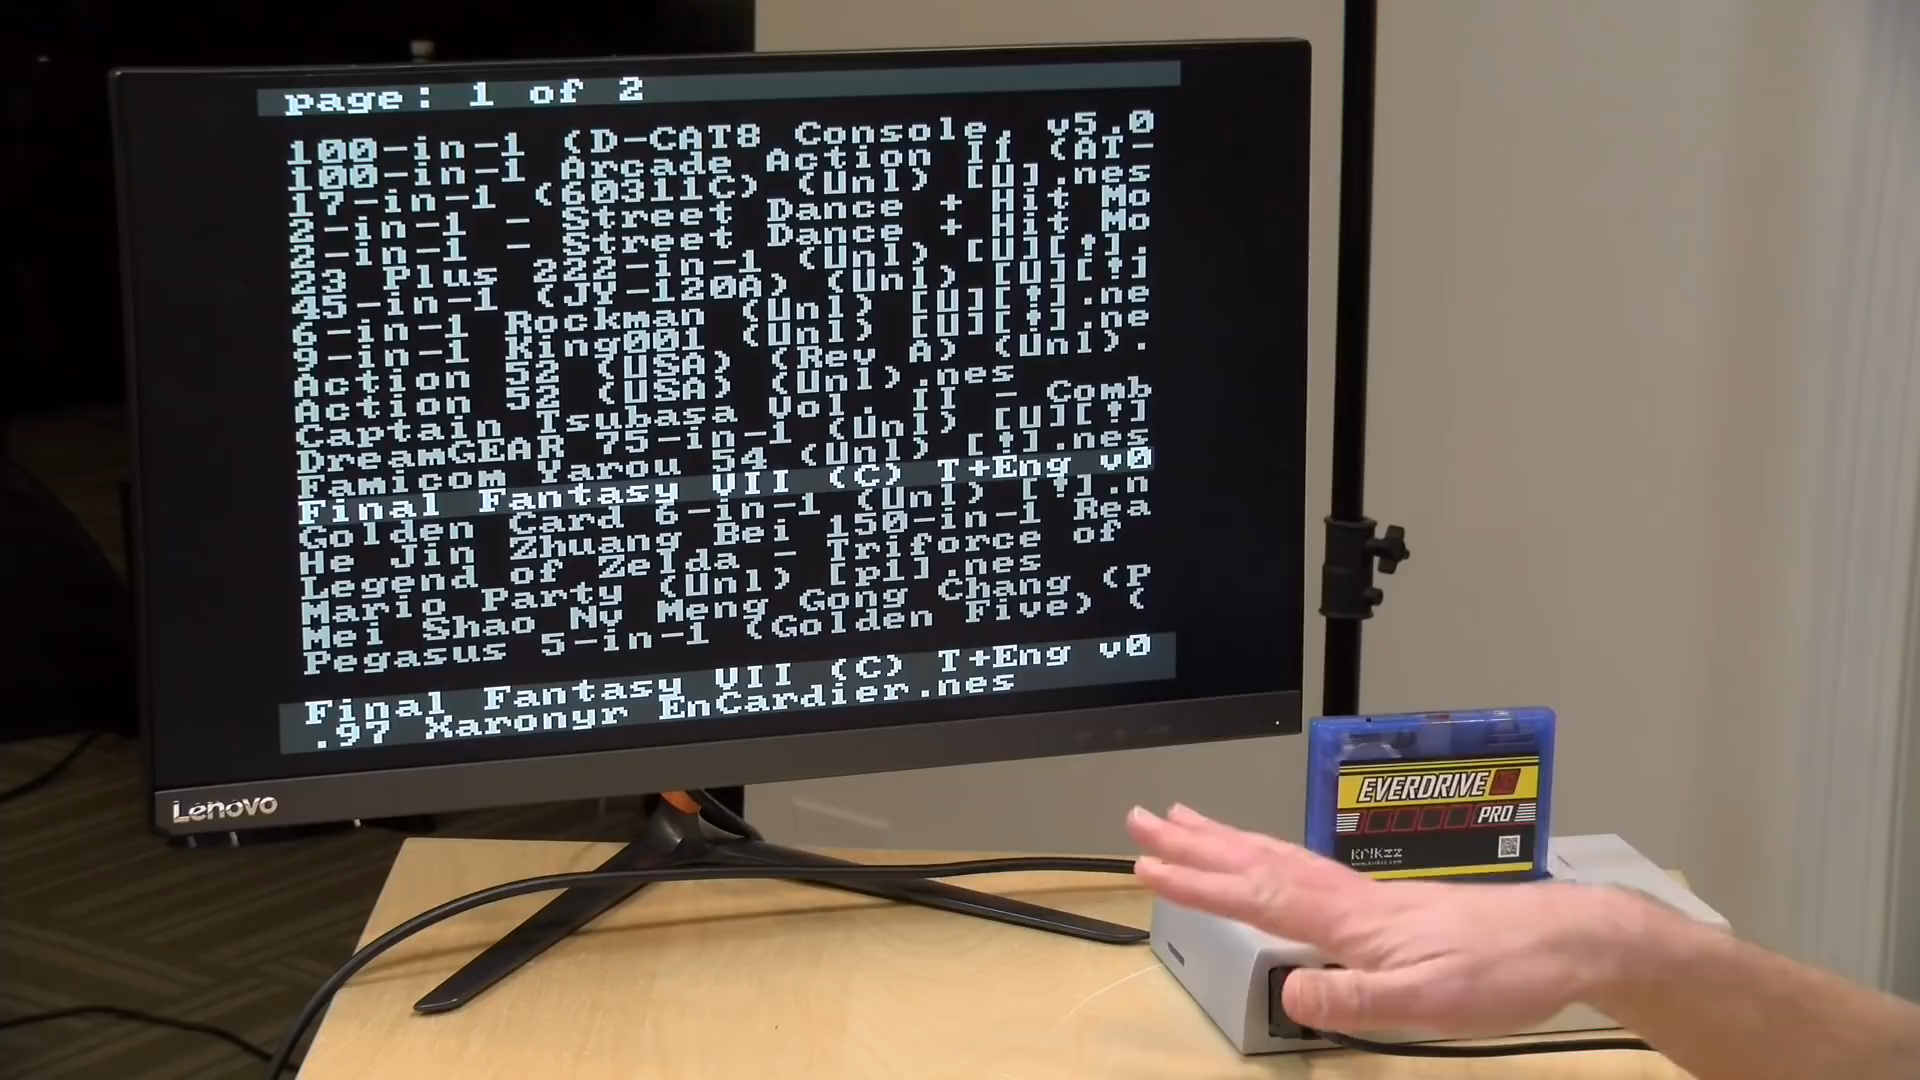 page: 1 of 2
100-in-1 (D-CAT8 Console, v5.0
100-in-1 Arcade Action II (AT-
17-in-1 (60311C) (Unl) [U].nes
2-in-1 - Street Dance + Hit Mo
2-in-1 - Street Dance + Hit Mo
23 Plus 222-in-1 (Unl) [U][!].
45-in-1 (JY-120A) (Unl) [U][!]
6-in-1 Rockman (Unl) [U][!].ne
9-in-1 King001 (Unl) [U][!].ne
Action 52 (USA) (Rev A) (Unl).
Action 52 (USA) (Unl).nes
Captain Tsubasa Vol. II - Comb
DreamGEAR 75-in-1 (Unl) [U][!]
Famicom Yarou 54 (Unl) [!].nes
Final Fantasy VII (C) T+Eng v0
Golden Card 6-in-1 (Unl) [!].n
He Jin Zhuang Bei 150-in-1 Rea
Legend of Zelda - Triforce of
Mario Party (Unl) [p1].nes
Mei Shao Nv Meng Gong Chang (P
Pegasus 5-in-1 (Golden Five) (
Final Fantasy VII (C) T+Eng v0
.97 Xaronyr EnCardier.nes
Lenovo
EVERDRIVE
PRO
krikzz
www.krikzz.com